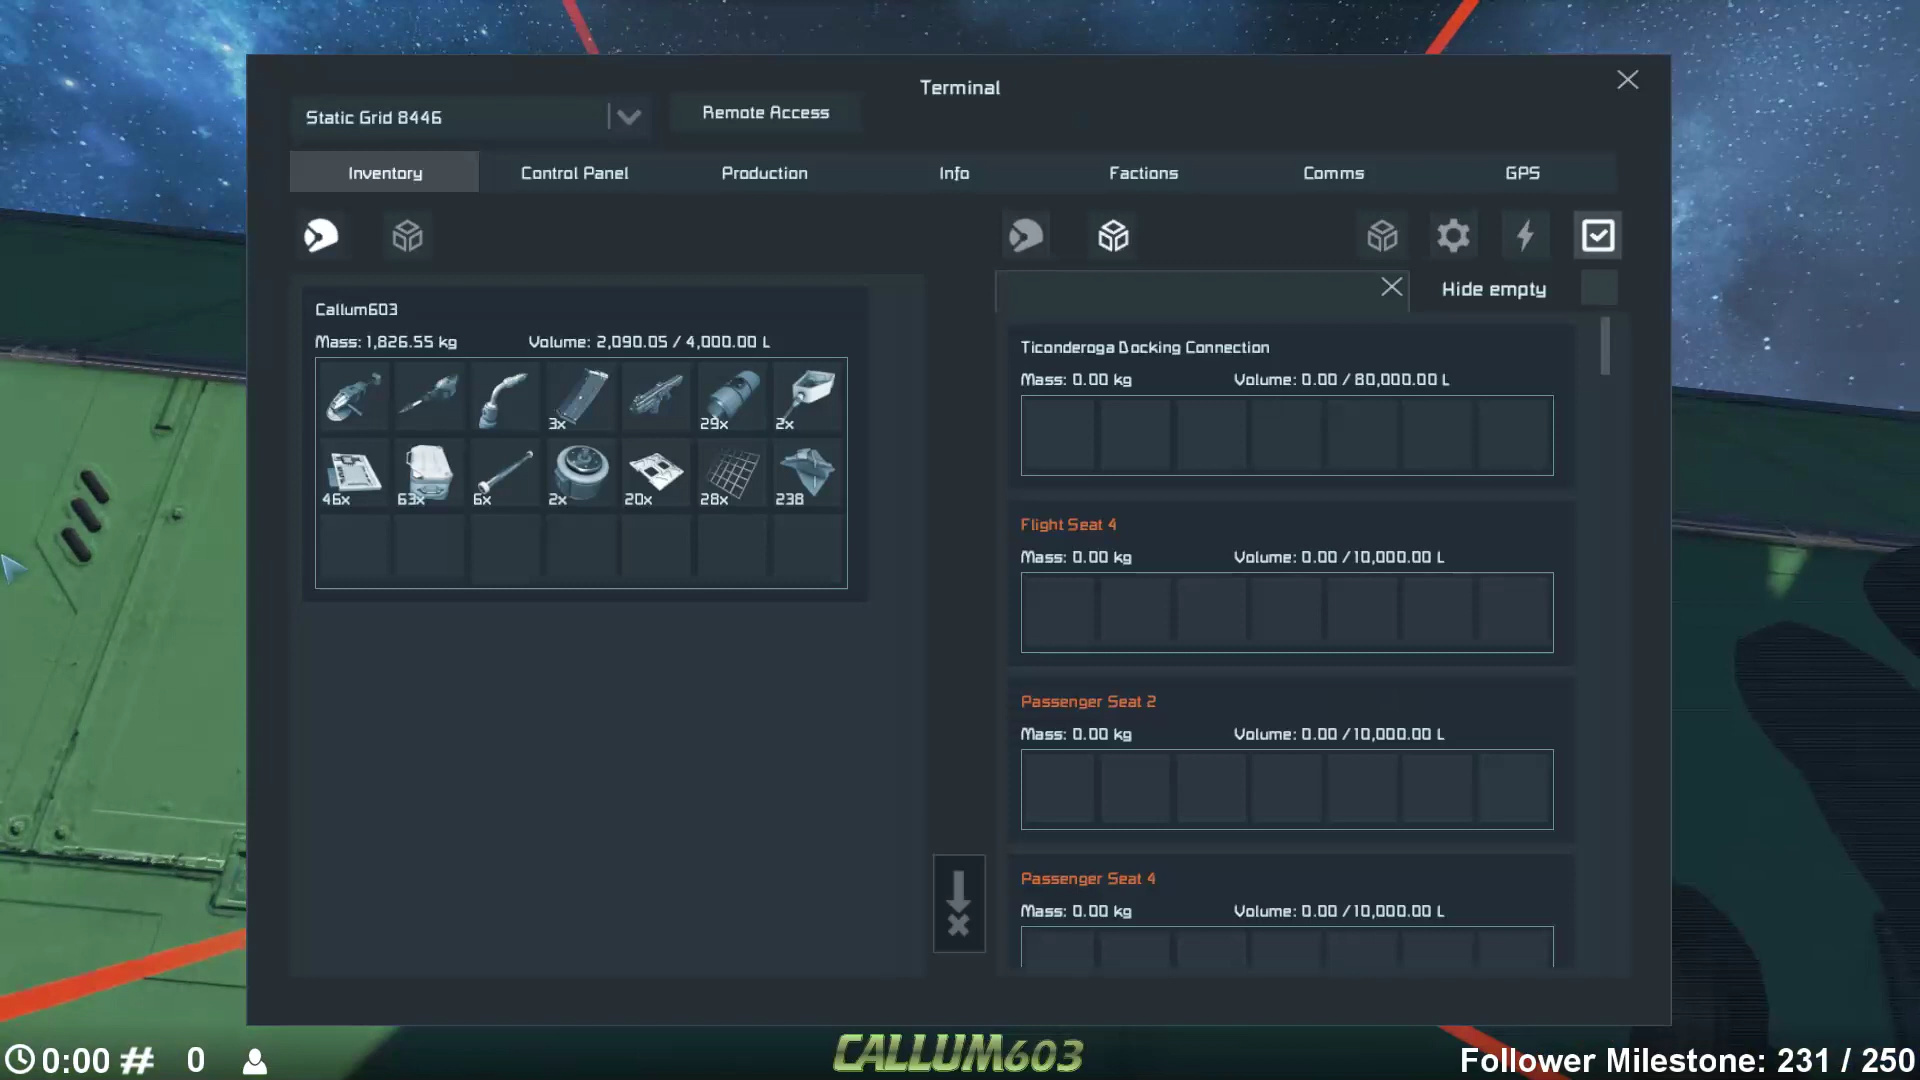 Terminal
Static Grid 8446
Remote Access
Inventory
Control Panel
Production
Info
Factions
Comms
GPS
Hide empty
Callum603
Mass: 1,826.55 kg
Volume: 2,090.05 / 4,000.00 L
3x
29x
2x
46x
63x
6x
2x
20x
28x
238
Ticonderoga Docking Connection
Mass: 0.00 kg
Volume: 0.00 / 80,000.00 L
Flight Seat 4
Mass: 0.00 kg
Volume: 0.00 / 10,000.00 L
Passenger Seat 2
Mass: 0.00 kg
Volume: 0.00 / 10,000.00 L
Passenger Seat 4
Mass: 0.00 kg
Volume: 0.00 / 10,000.00 L
0:00 # 0
CALLUM603
Follower Milestone: 231 / 250